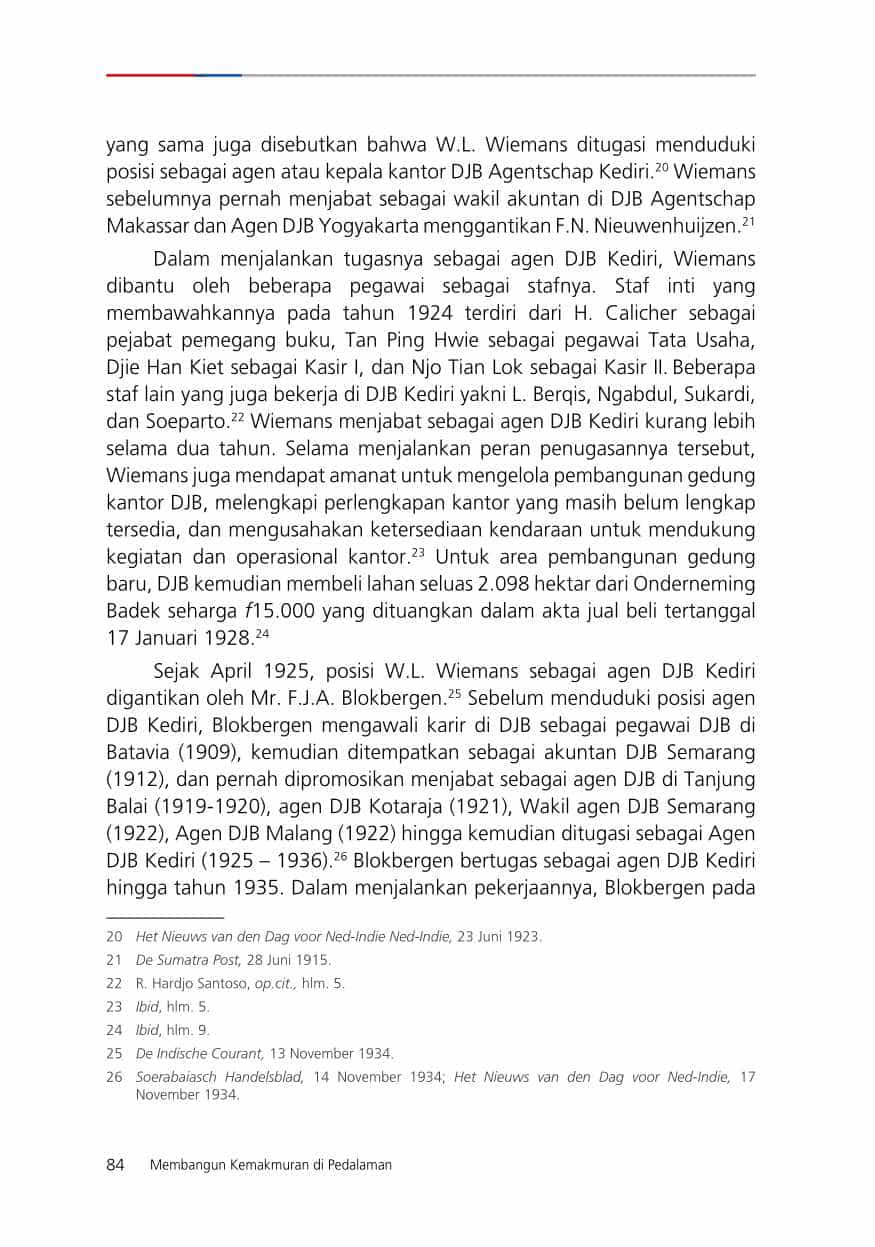 yang sama juga disebutkan bahwa W.L. Wiemans ditugasi menduduki
posisi sebagai agen atau kepala kantor DJB Agentschap Kediri.20 Wiemans
sebelumnya pernah menjabat sebagai wakil akuntan di DJB Agentschap
Makassar dan Agen DJB Yogyakarta menggantikan F.N. Nieuwenhuijzen.21
Dalam menjalankan tugasnya sebagai agen DJB Kediri, Wiemans
dibantu oleh beberapa pegawai sebagai stafnya. Staf inti yang
membawahkannya pada tahun 1924 terdiri dari H. Calicher sebagai
pejabat pemegang buku, Tan Ping Hwie sebagai pegawai Tata Usaha,
Djie Han Kiet sebagai Kasir I, dan Njo Tian Lok sebagai Kasir II. Beberapa
staf lain yang juga bekerja di DJB Kediri yakni L. Berqis, Ngabdul, Sukardi,
dan Soeparto.22 Wiemans menjabat sebagai agen DJB Kediri kurang lebih
selama dua tahun. Selama menjalankan peran penugasannya tersebut,
Wiemans juga mendapat amanat untuk mengelola pembangunan gedung
kantor DJB, melengkapi perlengkapan kantor yang masih belum lengkap
tersedia, dan mengusahakan ketersediaan kendaraan untuk mendukung
kegiatan dan operasional kantor.23 Untuk area pembangunan gedung
baru, DJB kemudian membeli lahan seluas 2.098 hektar dari Onderneming
Badek seharga f15.000 yang dituangkan dalam akta jual beli tertanggal
17 Januari 1928.24
Sejak April 1925, posisi W.L. Wiemans sebagai agen DJB Kediri
digantikan oleh Mr. F.J.A. Blokbergen.25 Sebelum menduduki posisi agen
DJB Kediri, Blokbergen mengawali karir di DJB sebagai pegawai DJB di
Batavia (1909), kemudian ditempatkan sebagai akuntan DJB Semarang
(1912), dan pernah dipromosikan menjabat sebagai agen DJB di Tanjung
Balai (1919-1920), agen DJB Kotaraja (1921), Wakil agen DJB Semarang
(1922), Agen DJB Malang (1922) hingga kemudian ditugasi sebagai Agen
DJB Kediri (1925 – 1936).26 Blokbergen bertugas sebagai agen DJB Kediri
hingga tahun 1935. Dalam menjalankan pekerjaannya, Blokbergen pada
20 Het Nieuws van den Dag voor Ned-Indie Ned-Indie, 23 Juni 1923.
21 De Sumatra Post, 28 Juni 1915.
22 R. Hardjo Santoso, op.cit., hlm. 5.
23 Ibid, hlm. 5.
24 Ibid, hlm. 9.
25 De Indische Courant, 13 November 1934.
26 Soerabaiasch Handelsblad, 14 November 1934; Het Nieuws van den Dag voor Ned-Indie, 17
November 1934.
84 Membangun Kemakmuran di Pedalaman